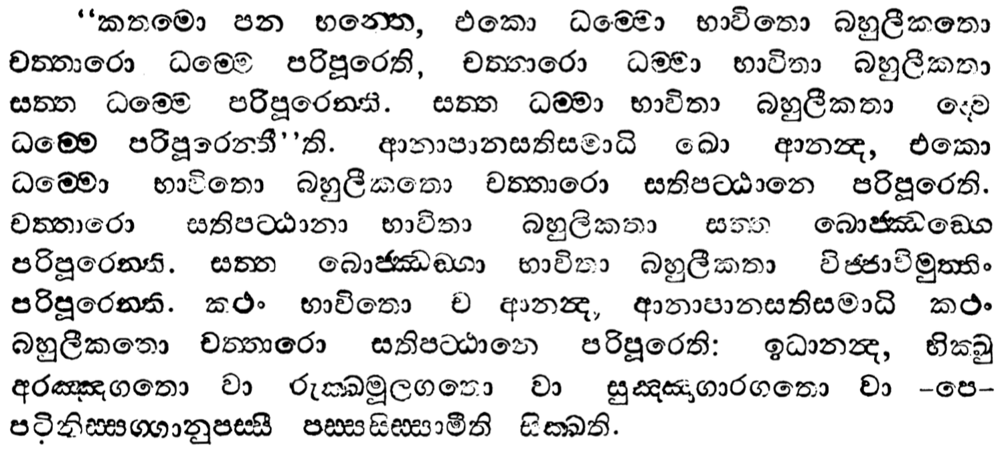 ‘‘කතමො පන භන්තෙ, එකො ධම්මො භාවිතො බහුලීකතො
චත්තාරො ධම්මෙ පරිපූරෙති, චත්තාරො ධම්මා භාවිතා බහුලීකතා
සත්ත ධම්මෙ පරිපූරෙන්ති. සත්ත ධම්මා භාවිතා බහුලීකතා ද්වෙ
ධම්මෙ පරිපූරෙන්තී’’ති. ආනාපානසතිසමාධි ඛො ආනන්ද, එකො
ධම්මො භාවිතො බහුලීකතො චත්තාරො සතිපට්ඨානෙ පරිපූරෙති.
චත්තාරො සතිපට්ඨානා භාවිතා බහුලිකතා සත්ත බොජ්ඣඞ්ගෙ
පරිපූරෙන්ති. සත්ත බොජ්ඣඞ්ගා භාවිතා බහුලීකතා විජ්ජාවිමුත්තිං
පරිපූරෙන්ති. කථං භාවිතො ච ආනන්ද, ආනාපානසතිසමාධි කථං
බහුලීකතො චත්තාරො සතිපට්ඨානෙ පරිපූරෙති: ඉධානන්ද, භික්ඛු
අරඤ්ඤගතො වා රුක්ඛමූලගතො වා සුඤ්ඤාගාරගතො වා –පෙ–
පටිනිස්සග්ගානුපස්සී පස්සසිස්සාමීති සික්ඛති.